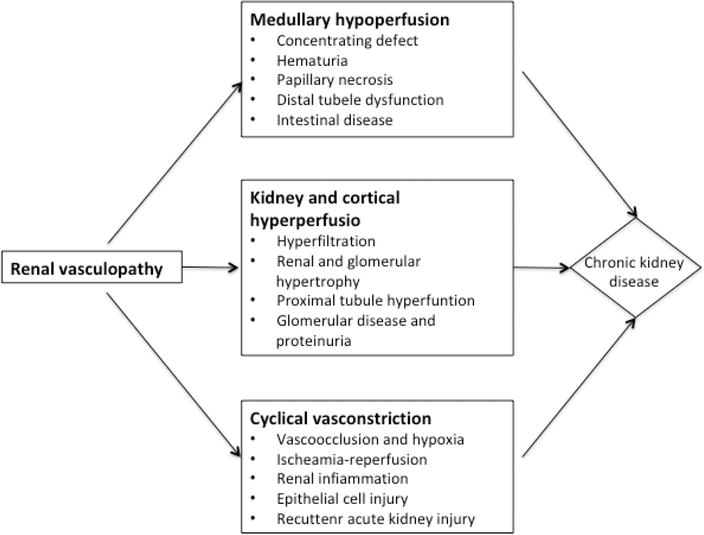 Medullary hypoperfusion
• Concentrating defect
• Hematuria
• Papillary necrosis
• Distal tubele dysfunction
• Intestinal disease
Kidney and cortical
hyperperfusio
• Hyperfiltration
• Renal and glomerular
hypertrophy
• Proximal tubule hyperfuntion
• Glomerular disease and
proteinuria
Renal vasculopathy
Chronic kidney
disease
Cyclical vasconstriction
• Vascoocclusion and hypoxia
• Ischeamia-reperfusion
• Renal infiammation
• Epithelial cell injury
• Recuttenr acute kidney injury